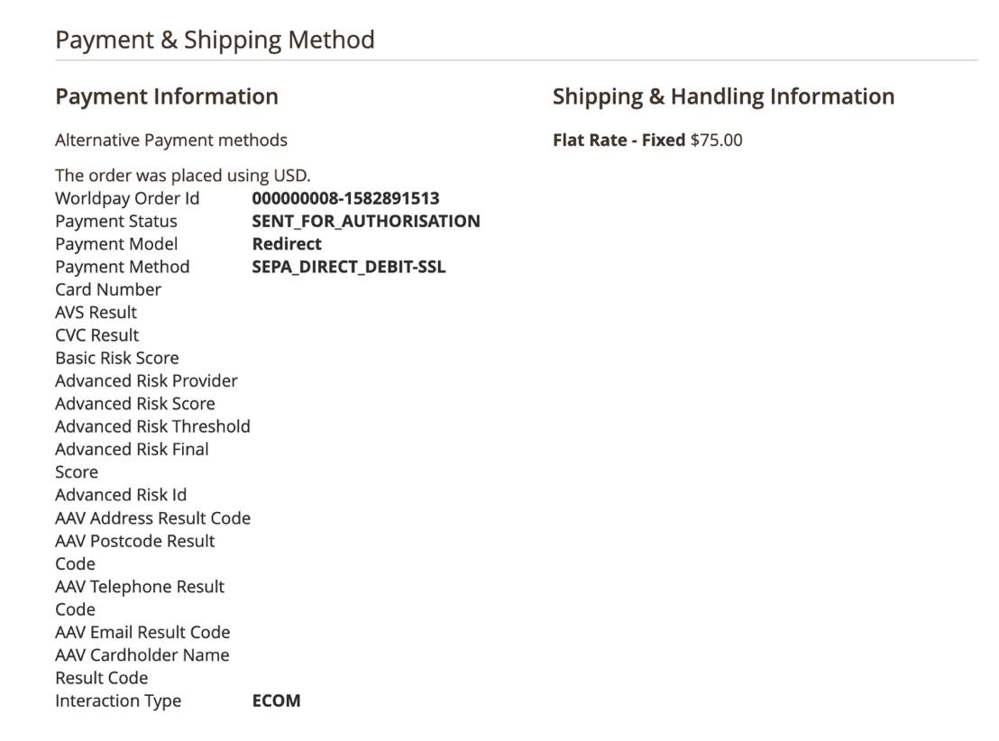 Payment & Shipping Method
Payment Information
Alternative Payment methods
The order was placed using USD.
Worldpay Order Id 000000008-1582891513
Payment Status SENT_FOR_AUTHORISATION
Payment Model Redirect
Payment Method SEPA_DIRECT_DEBIT-SSL
Card Number
AVS Result
CVC Result
Basic Risk Score
Advanced Risk Provider
Advanced Risk Score
Advanced Risk Threshold
Advanced Risk Final
Score
Advanced Risk Id
AAV Address Result Code
AAV Postcode Result
Code
AAV Telephone Result
Code
AAV Email Result Code
AAV Cardholder Name
Result Code
Interaction Type ECOM
Shipping & Handling Information
Flat Rate - Fixed $75.00